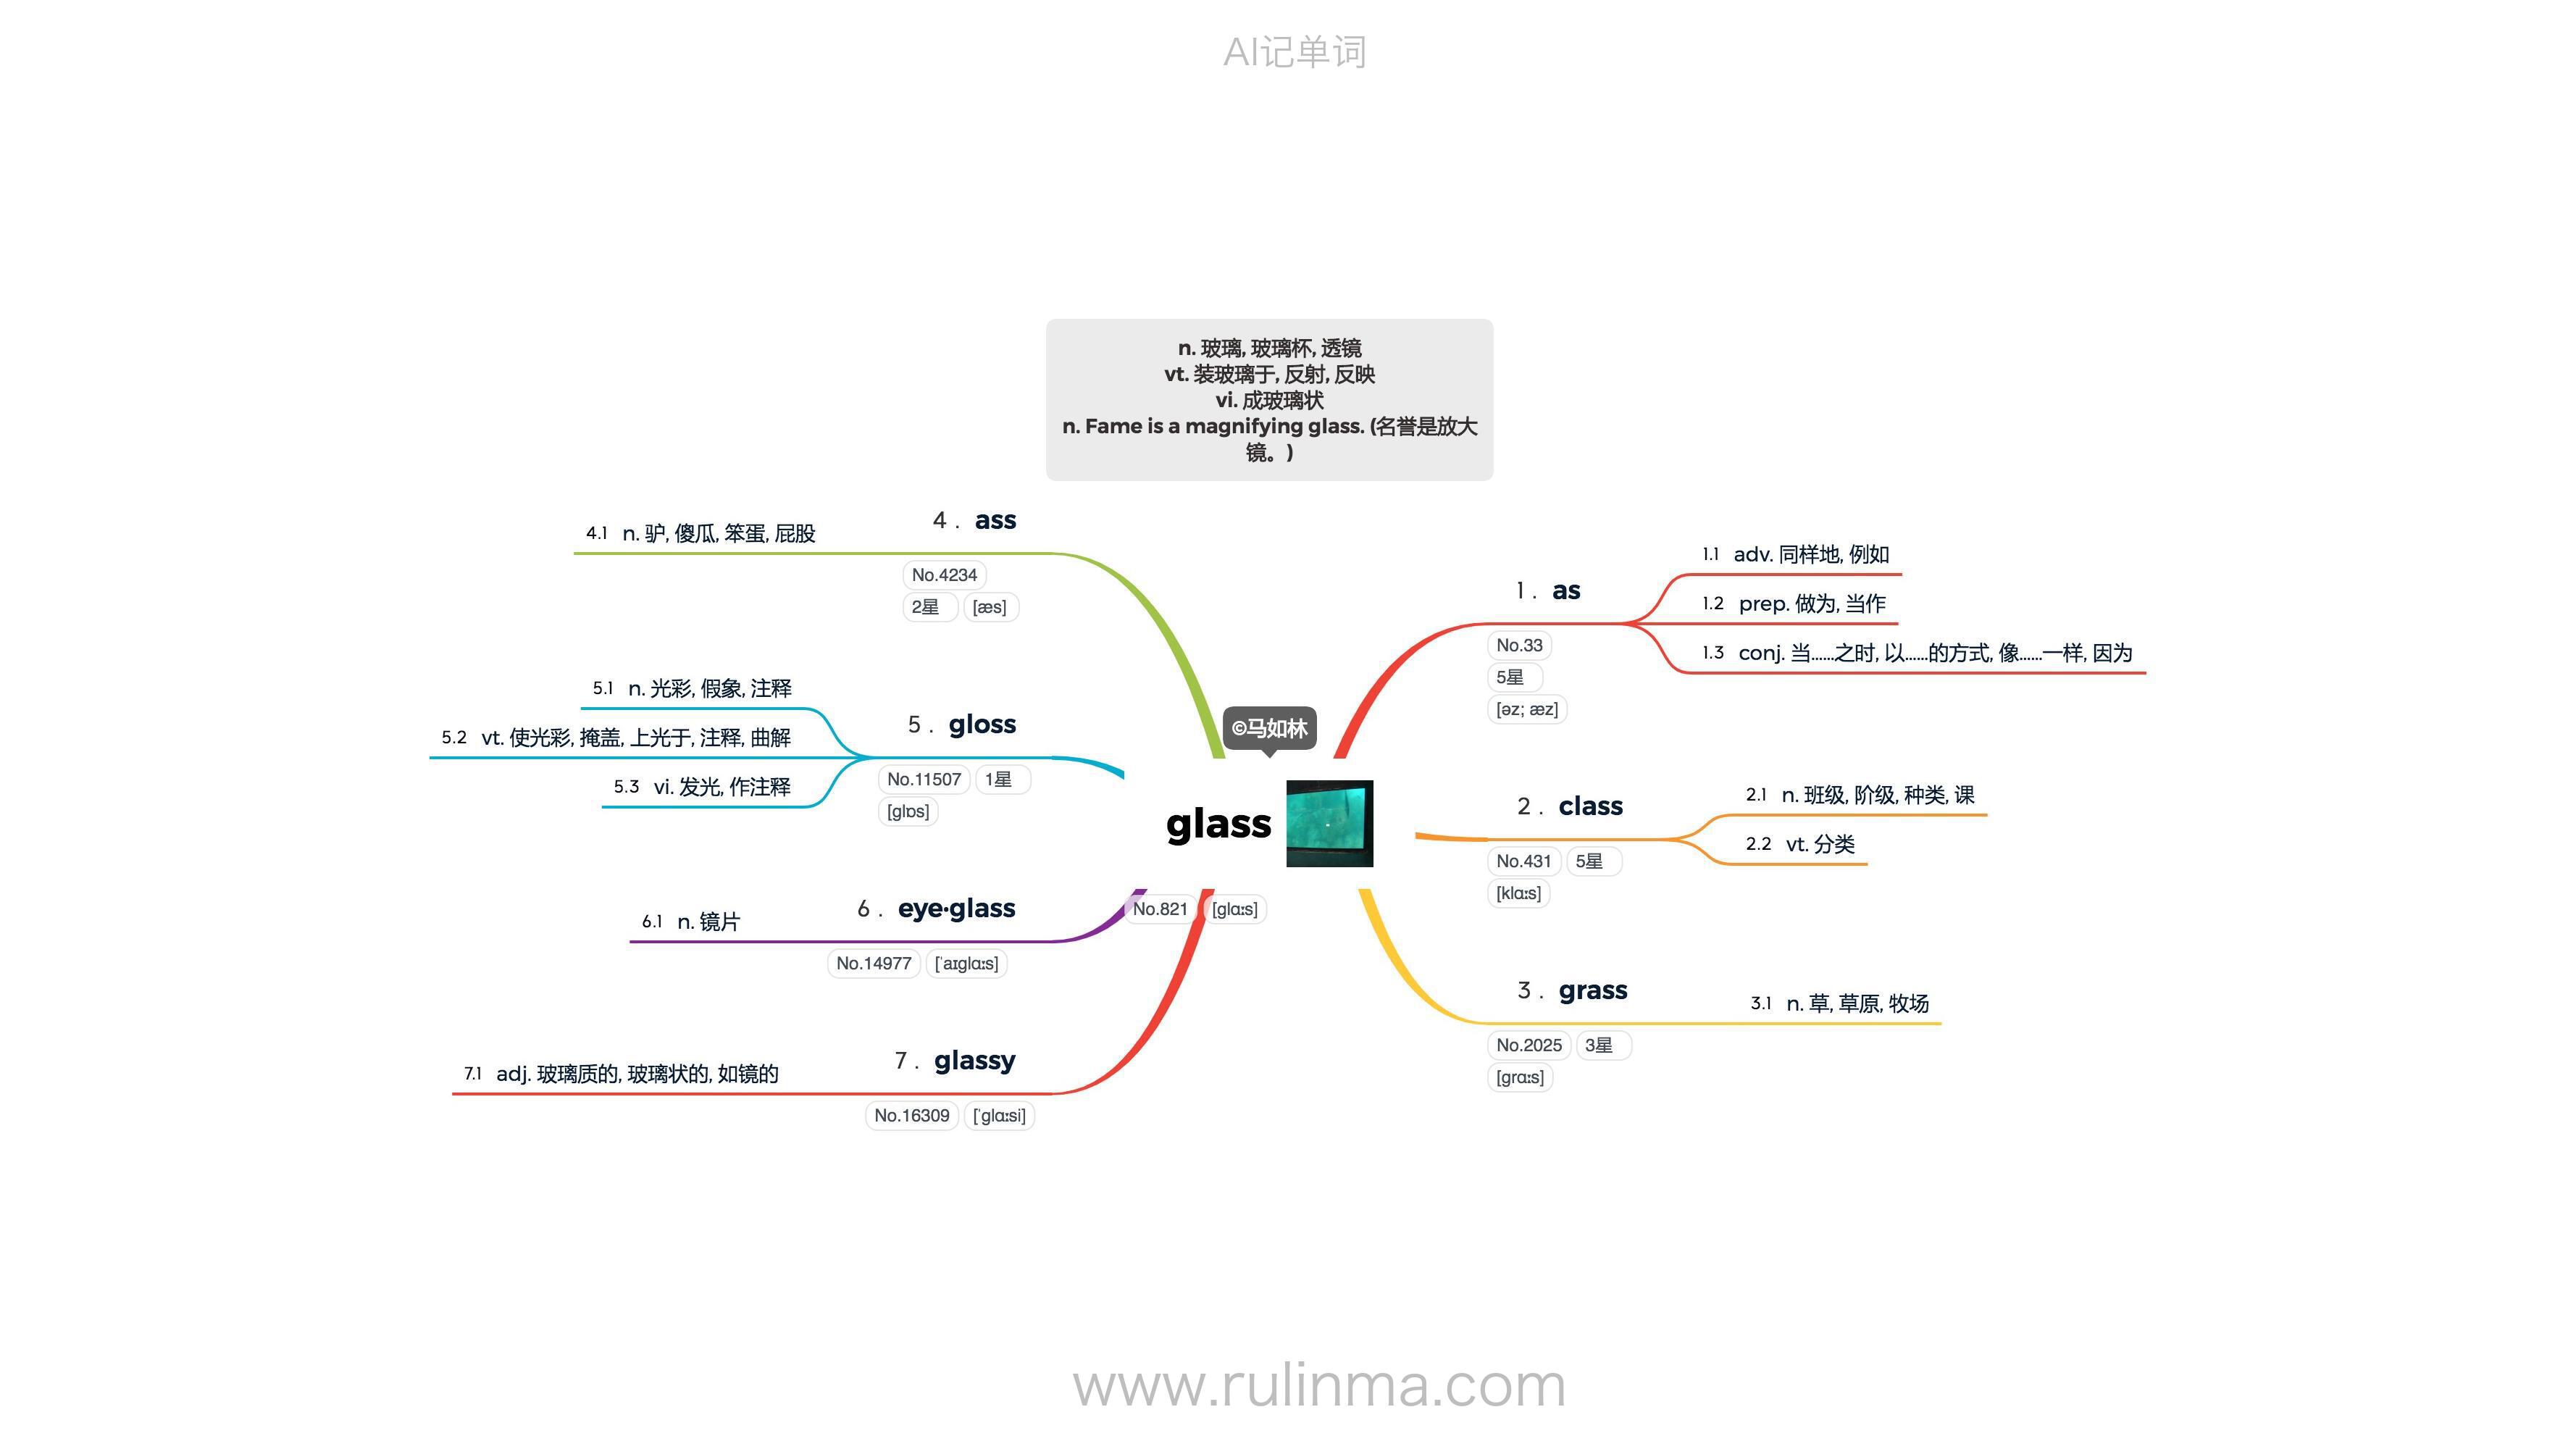 AI记单词
n. 玻璃, 玻璃杯, 透镜
vt. 装玻璃于, 反射, 反映
vi. 成玻璃状
n. Fame is a magnifying glass. (名誉是放大
镜。)
©马如林
glass
No.821 [glɑːs]
1. as
No.33
5星
[əz; æz]
1.1 adv. 同样地, 例如
1.2 prep. 做为, 当作
1.3 conj. 当......之时, 以......的方式, 像......一样, 因为
2. class
No.431 5星
[klɑːs]
2.1 n. 班级, 阶级, 种类, 课
2.2 vt. 分类
3. grass
No.2025 3星
[grɑːs]
3.1 n. 草, 草原, 牧场
4. ass
No.4234
2星 [æs]
4.1 n. 驴, 傻瓜, 笨蛋, 屁股
5. gloss
No.11507 1星
[glɒs]
5.1 n. 光彩, 假象, 注释
5.2 vt. 使光彩, 掩盖, 上光于, 注释, 曲解
5.3 vi. 发光, 作注释
6. eye·glass
No.14977 [ˈaɪglɑːs]
6.1 n. 镜片
7. glassy
No.16309 [ˈglɑːsi]
7.1 adj. 玻璃质的, 玻璃状的, 如镜的
www.rulinma.com